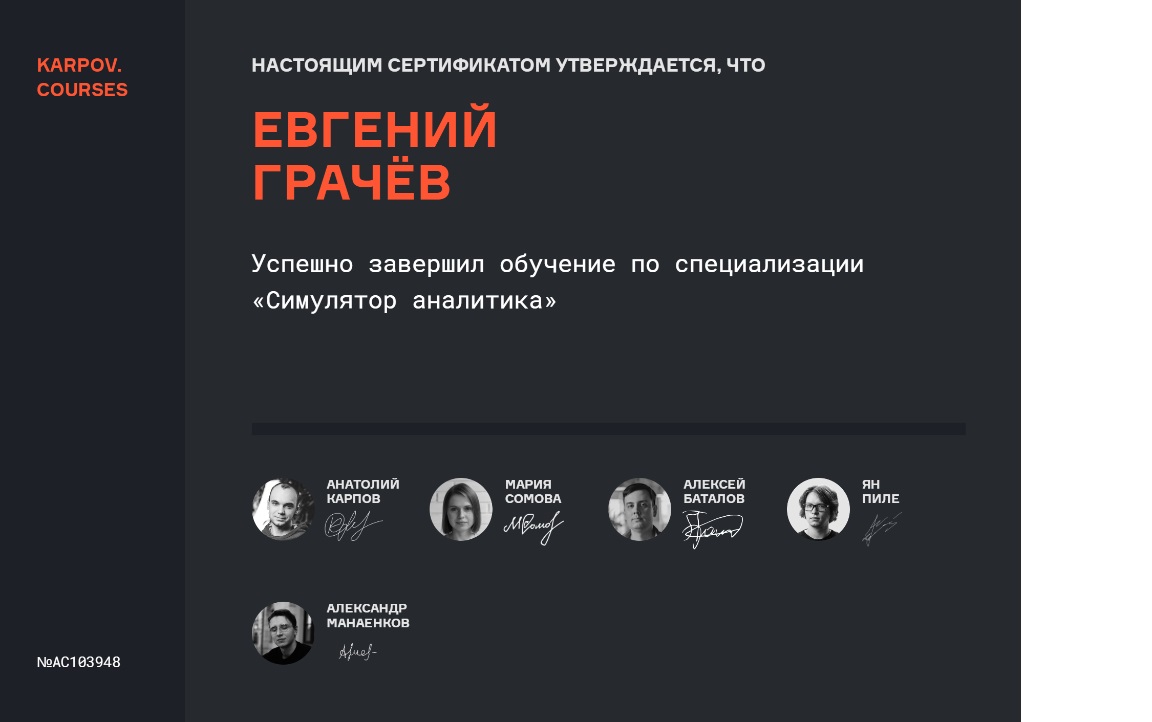 KARPOV.
COURSES
НАСТОЯЩИМ СЕРТИФИКАТОМ УТВЕРЖДАЕТСЯ, ЧТО
ЕВГЕНИЙ
ГРАЧЁВ
Успешно завершил обучение по специализации
«Симулятор аналитика»
АНАТОЛИЙ
КАРПОВ
МАРИЯ
СОМОВА
АЛЕКСЕЙ
БАТАЛОВ
ЯН
ПИЛЕ
АЛЕКСАНДР
МАНАЕНКОВ
№AC103948